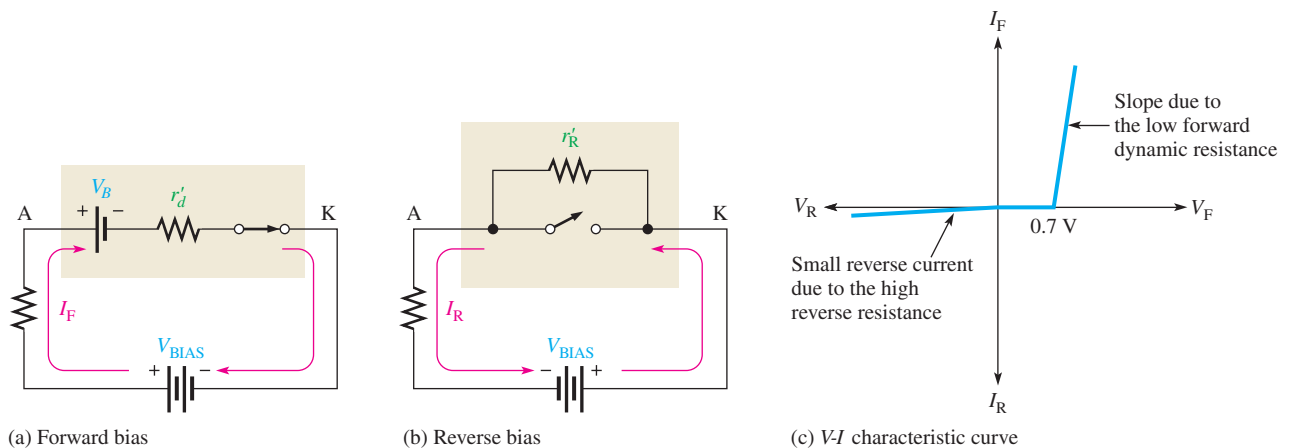 V_B
+ −
r′_d
A
K
I_F
V_BIAS
+ −
(a) Forward bias
r′_R
A
K
I_R
V_BIAS
− +
(b) Reverse bias
I_F
Slope due to
the low forward
dynamic resistance
V_R
V_F
0.7 V
Small reverse current
due to the high
reverse resistance
I_R
(c) V-I characteristic curve